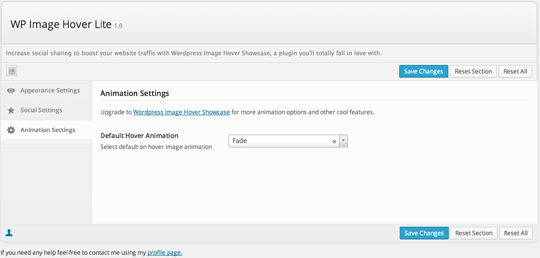 WP Image Hover Lite 1.0
Increase social sharing to boost your website traffic with Wordpress Image Hover Showcase, a plugin you'll totally fall in love with.
Save Changes Reset Section Reset All
Appearance Settings
Social Settings
Animation Settings
Animation Settings
Upgrade to Wordpress Image Hover Showcase for more animation options and other cool features.
Default Hover Animation
Select default on hover image animation
Fade
Save Changes Reset Section Reset All
If you need any help feel free to contact me using my profile page.